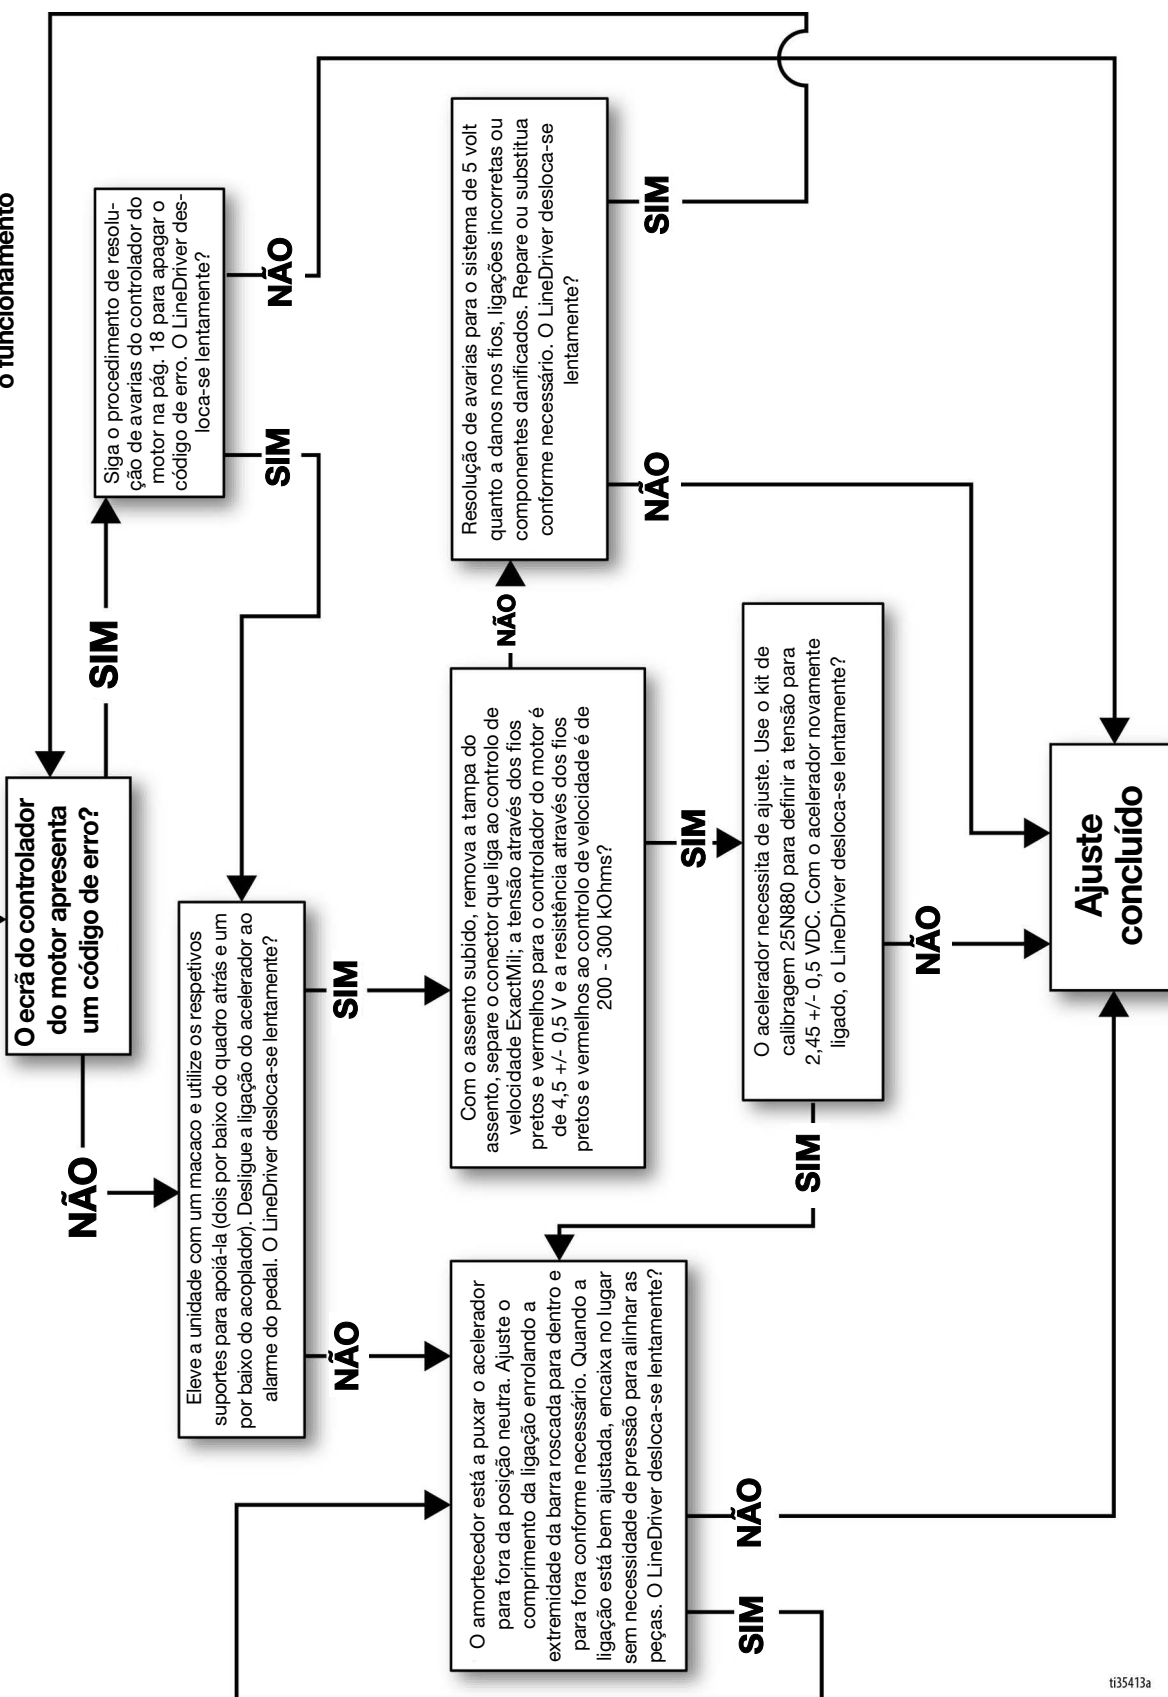 o funcionamento
O ecrã do controlador
do motor apresenta
um código de erro?
SIM
NÃO
Siga o procedimento de resolu-
ção de avarias do controlador do
motor na pág. 18 para apagar o
código de erro. O LineDriver des-
loca-se lentamente?
SIM
NÃO
Eleve a unidade com um macaco e utilize os respetivos
suportes para apoiá-la (dois por baixo do quadro atrás e um
por baixo do acoplador). Desligue a ligação do acelerador ao
alarme do pedal. O LineDriver desloca-se lentamente?
NÃO
SIM
Com o assento subido, remova a tampa do
assento, separe o conector que liga ao controlo de
velocidade ExactMil; a tensão através dos fios
pretos e vermelhos para o controlador do motor é
de 4,5 +/- 0,5 V e a resistência através dos fios
pretos e vermelhos ao controlo de velocidade é de
200 - 300 kOhms?
NÃO
SIM
Resolução de avarias para o sistema de 5 volt
quanto a danos nos fios, ligações incorretas ou
componentes danificados. Repare ou substitua
conforme necessário. O LineDriver desloca-se
lentamente?
NÃO
SIM
O acelerador necessita de ajuste. Use o kit de
calibragem 25N880 para definir a tensão para
2,45 +/- 0,5 VDC. Com o acelerador novamente
ligado, o LineDriver desloca-se lentamente?
SIM
NÃO
O amortecedor está a puxar o acelerador
para fora da posição neutra. Ajuste o
comprimento da ligação enrolando a
extremidade da barra roscada para dentro e
para fora conforme necessário. Quando a
ligação está bem ajustada, encaixa no lugar
sem necessidade de pressão para alinhar as
peças. O LineDriver desloca-se lentamente?
SIM
NÃO
Ajuste
concluído
ti35413a